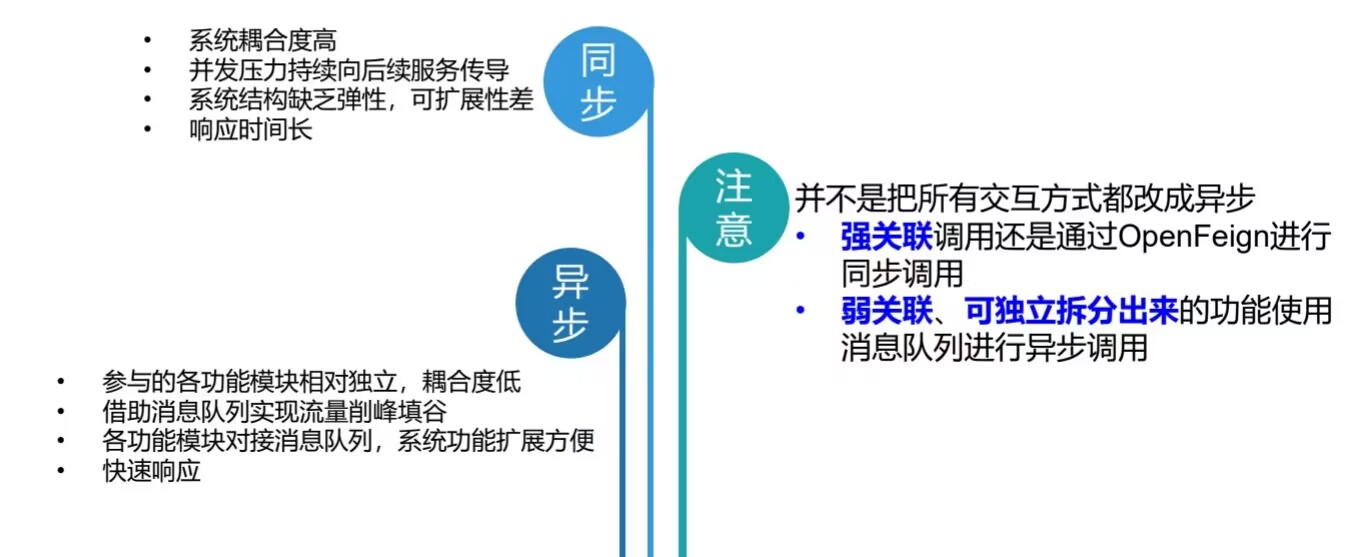 同
步
系统耦合度高
并发压力持续向后续服务传导
系统结构缺乏弹性，可扩展性差
响应时间长
注
意
并不是把所有交互方式都改成异步
强关联调用还是通过OpenFeign进行
同步调用
弱关联、可独立拆分出来的功能使用
消息队列进行异步调用
异
步
参与的各功能模块相对独立，耦合度低
借助消息队列实现流量削峰填谷
各功能模块对接消息队列，系统功能扩展方便
快速响应